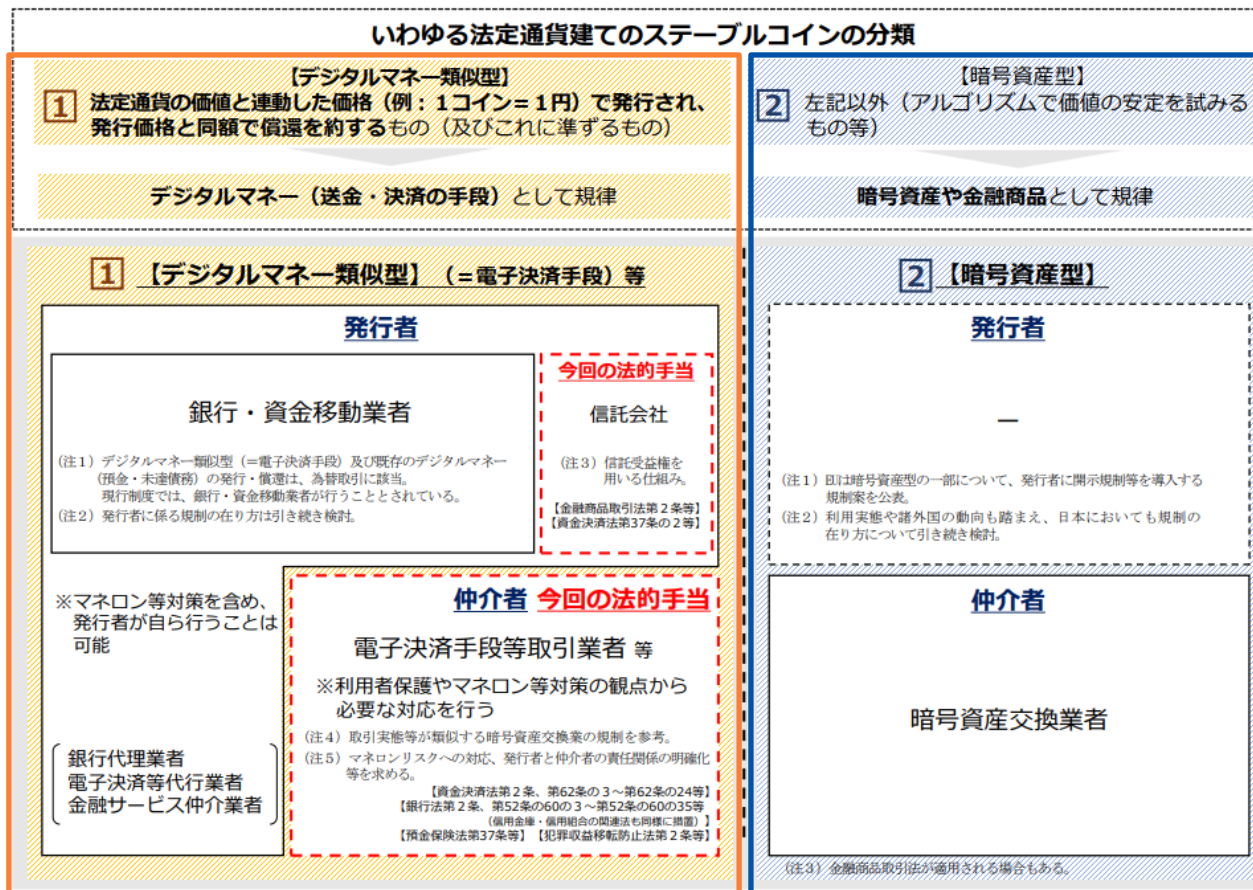 いわゆる法定通貨建てのステーブルコインの分類
【デジタルマネー類似型】
1 法定通貨の価値と連動した価格（例：１コイン＝１円）で発行され、
発行価格と同額で償還を約するもの（及びこれに準ずるもの）
デジタルマネー（送金・決済の手段）として規律
【暗号資産型】
2 左記以外（アルゴリズムで価値の安定を試みる
もの等）
暗号資産や金融商品として規律
1 【デジタルマネー類似型】（＝電子決済手段）等
発行者
銀行・資金移動業者
（注１）デジタルマネー類似型（＝電子決済手段）及び既存のデジタルマネー
（預金・未達債務）の発行・償還は、為替取引に該当。
現行制度では、銀行・資金移動業者が行うこととされている。
（注２）発行者に係る規制の在り方は引き続き検討。
今回の法的手当
信託会社
（注３）信託受益権を
用いる仕組み。
【金融商品取引法第２条等】
【資金決済法第37条の２等】
※マネロン等対策を含め、
発行者が自ら行うことは
可能
銀行代理業者
電子決済等代行業者
金融サービス仲介業者
仲介者 今回の法的手当
電子決済手段等取引業者 等
※利用者保護やマネロン等対策の観点から
必要な対応を行う
（注４）取引実態等が類似する暗号資産交換業の規制を参考。
（注５）マネロンリスクへの対応、発行者と仲介者の責任関係の明確化
等を求める。
【資金決済法第２条、第62条の３～第62条の24等】
【銀行法第２条、第52条の60の３～第52条の60の35等
（信用金庫・信用組合の関連法も同様に措置）】
【預金保険法第37条等】【犯罪収益移転防止法第２条等】
2 【暗号資産型】
発行者
―
（注１）EUは暗号資産型の一部について、発行者に開示規制等を導入する
規制案を公表。
（注２）利用実態や諸外国の動向も踏まえ、日本においても規制の
在り方について引き続き検討。
仲介者
暗号資産交換業者
（注３）金融商品取引法が適用される場合もある。